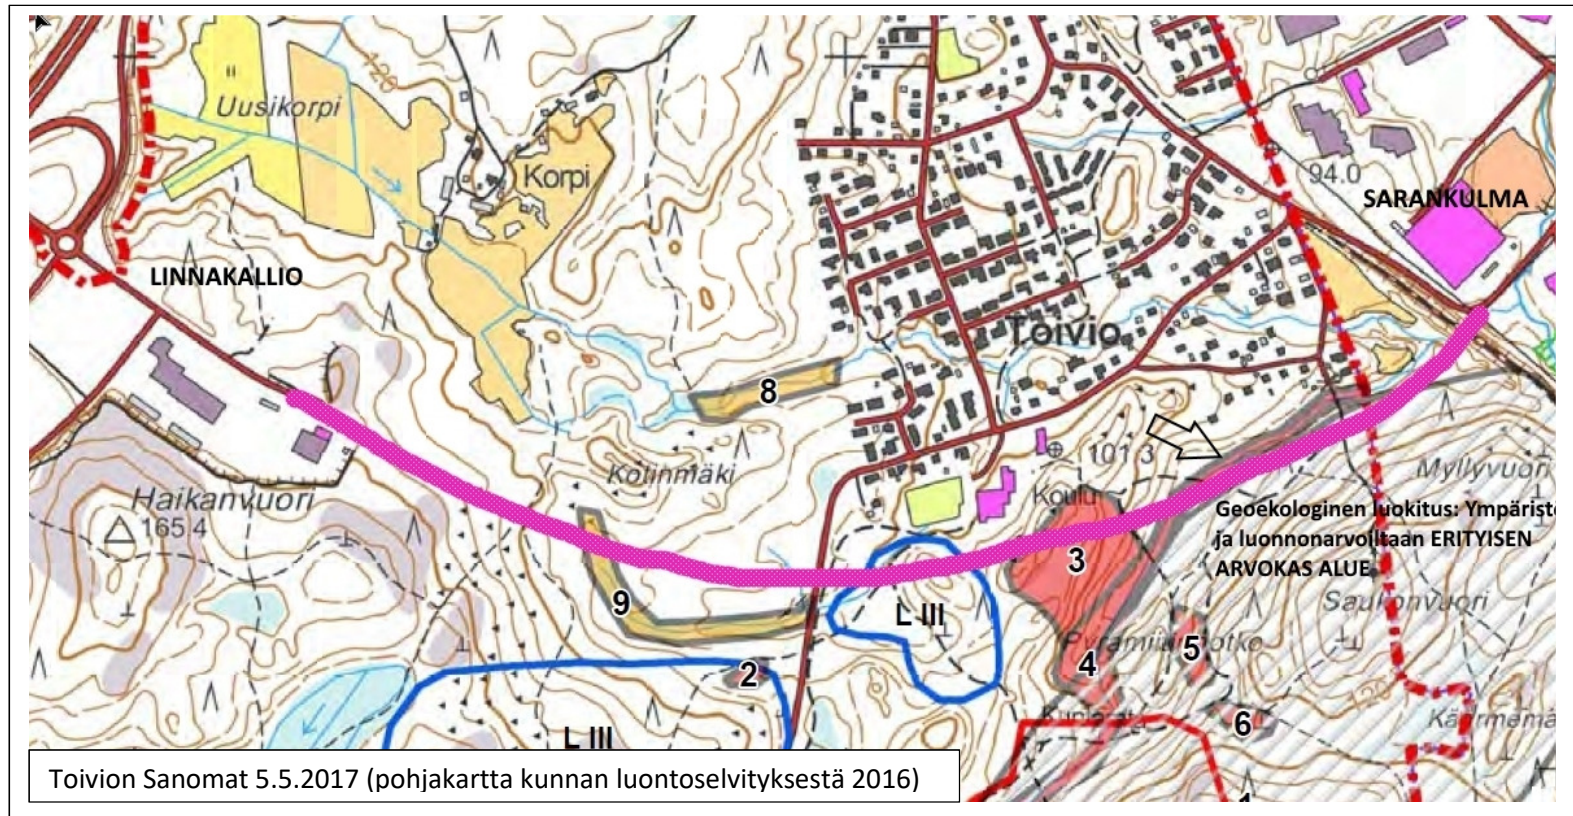 Uusikorpi
120
Korpi
94.0
SARANKULMA
LINNAKALLIO
Toivio
8
Kotinmäki
101.3
Myllyvuori
Haikanvuori
165.4
Koulu
Geoekologinen luokitus: Ympäristö
ja luonnonarvoiltaan ERITYISEN
ARVOKAS ALUE
3
9
L III
Saukonvuori
5
4
2
6
L III
Toivion Sanomat 5.5.2017 (pohjakartta kunnan luontoselvityksestä 2016)